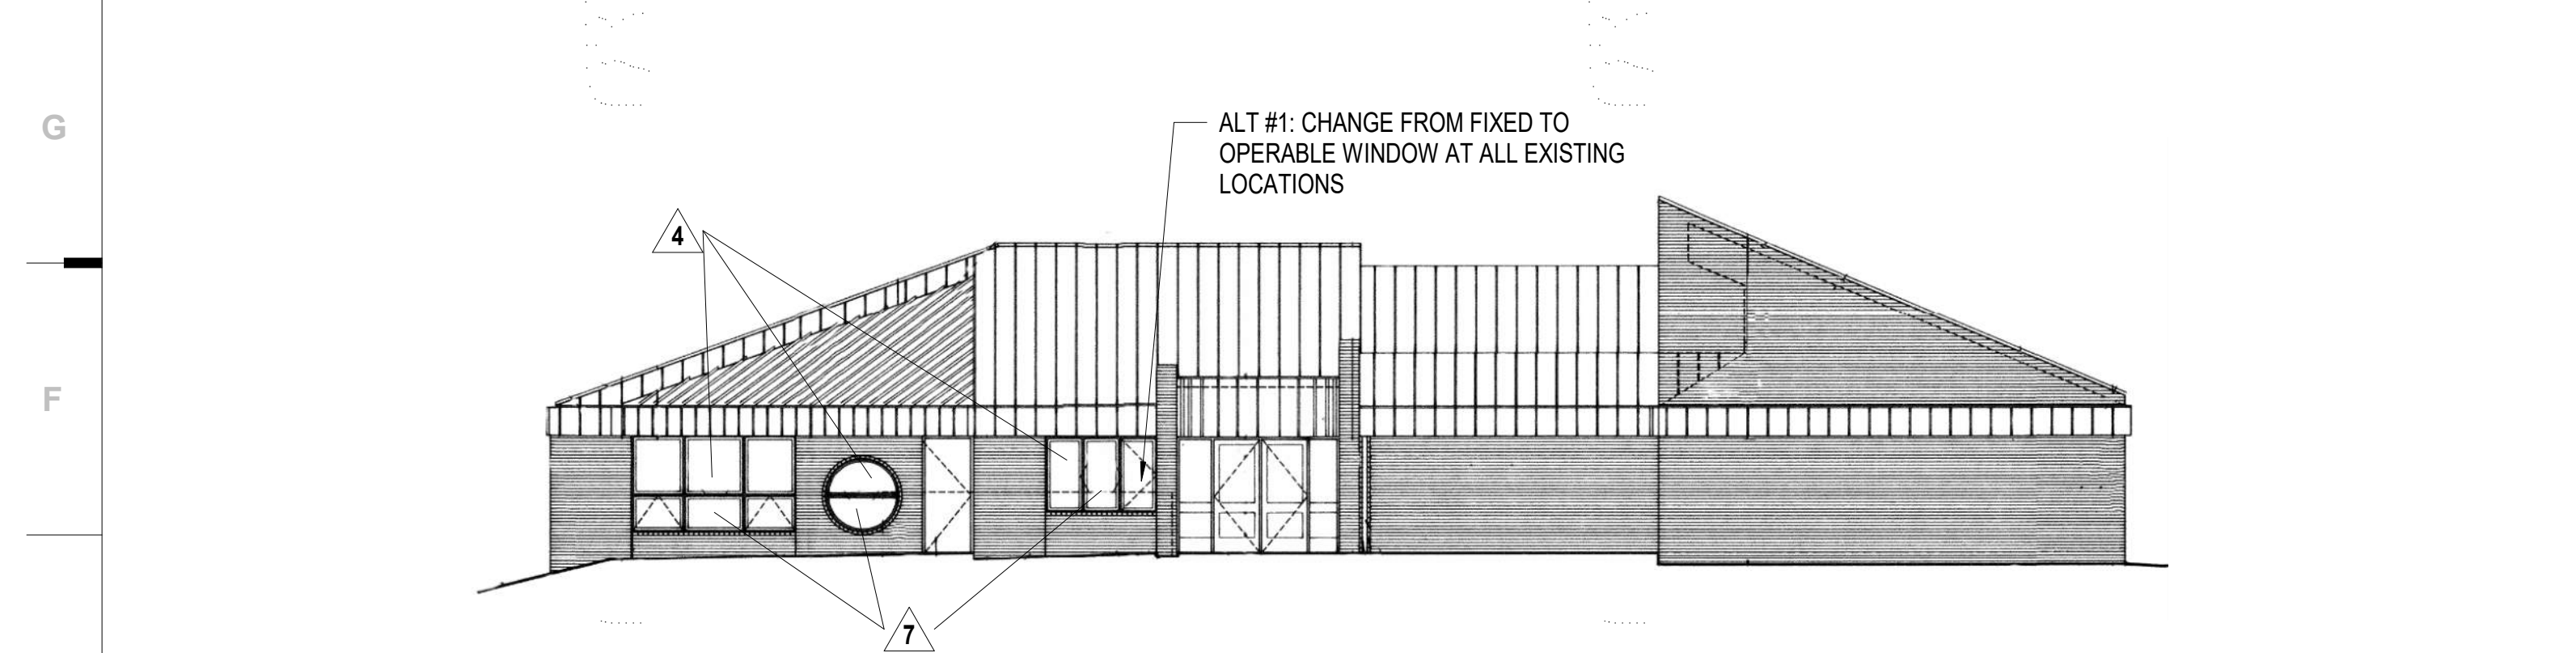 G
ALT #1: CHANGE FROM FIXED TO
OPERABLE WINDOW AT ALL EXISTING
LOCATIONS
4
F
7